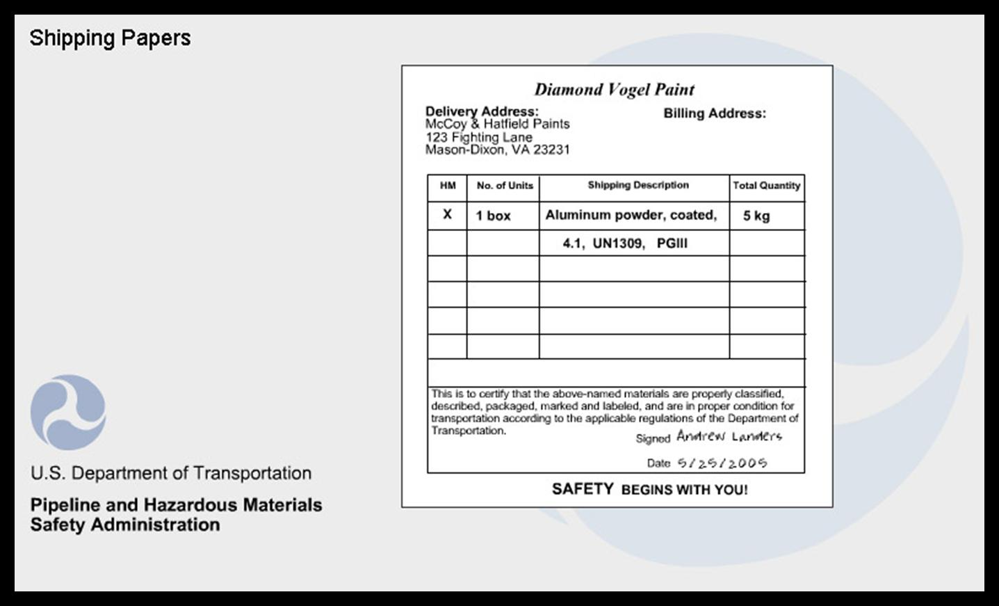 Shipping Papers
Diamond Vogel Paint
Delivery Address:
McCoy & Hatfield Paints
123 Fighting Lane
Mason-Dixon, VA 23231
Billing Address:
HM No. of Units Shipping Description Total Quantity
X 1 box Aluminum powder, coated, 5 kg
4.1, UN1309, PGIII
This is to certify that the above-named materials are properly classified,
described, packaged, marked and labeled, and are in proper condition for
transportation according to the applicable regulations of the Department of
Transportation.
Signed Andrew Landers
Date 5/25/2005
SAFETY BEGINS WITH YOU!
U.S. Department of Transportation
Pipeline and Hazardous Materials
Safety Administration